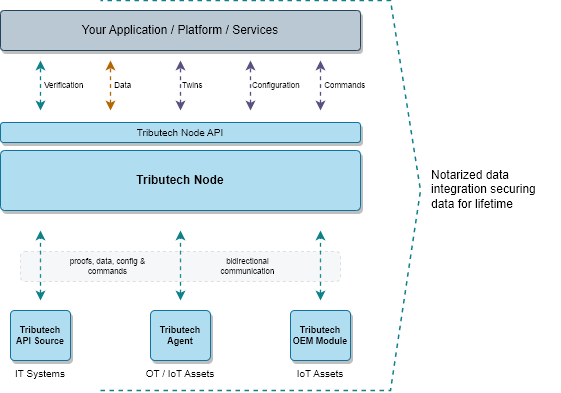 Your Application / Platform / Services
Verification
Data
Twins
Configuration
Commands
Tributech Node API
Tributech Node
Notarized data
integration securing
data for lifetime
proofs, data, config &
commands
bidirectional
communication
Tributech
API Source
Tributech
Agent
Tributech
OEM Module
IT Systems
OT / IoT Assets
IoT Assets